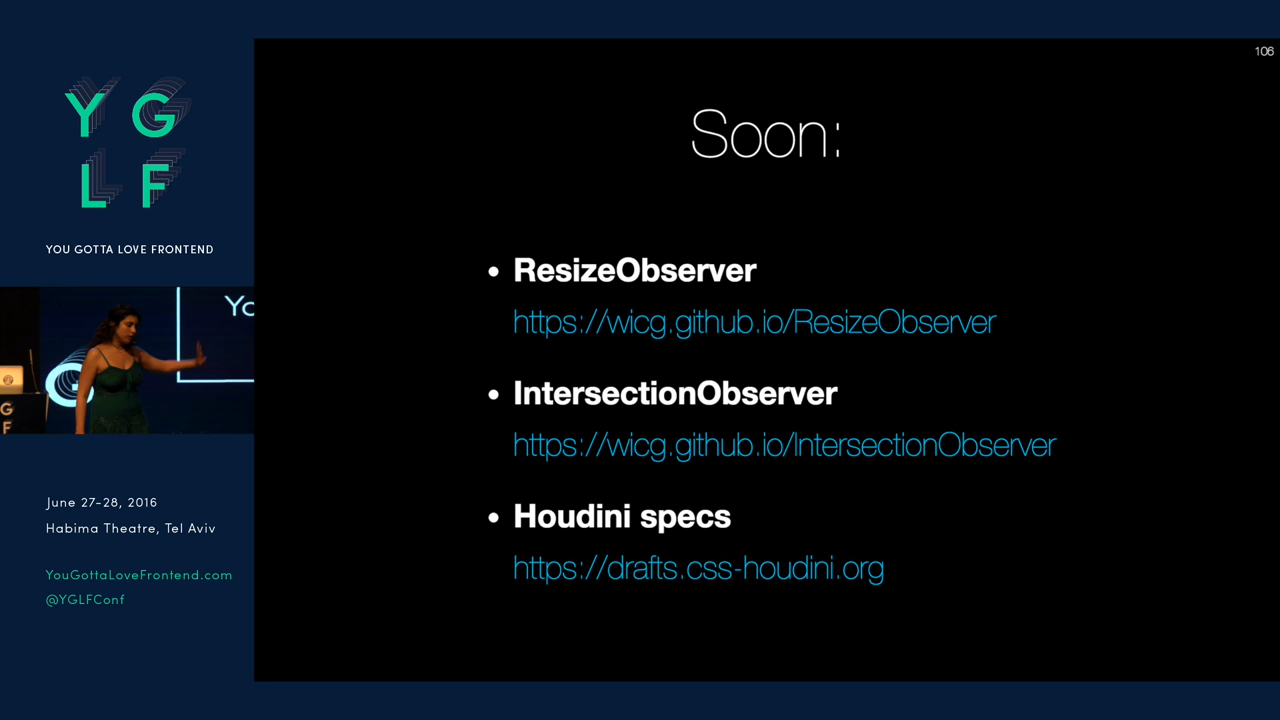 106
Y G
L F
YOU GOTTA LOVE FRONTEND
Yo
G
G
F
June 27-28, 2016
Habima Theatre, Tel Aviv
YouGottaLoveFrontend.com
@YGLFConf
Soon:
• ResizeObserver
https://wicg.github.io/ResizeObserver
• IntersectionObserver
https://wicg.github.io/IntersectionObserver
• Houdini specs
https://drafts.css-houdini.org